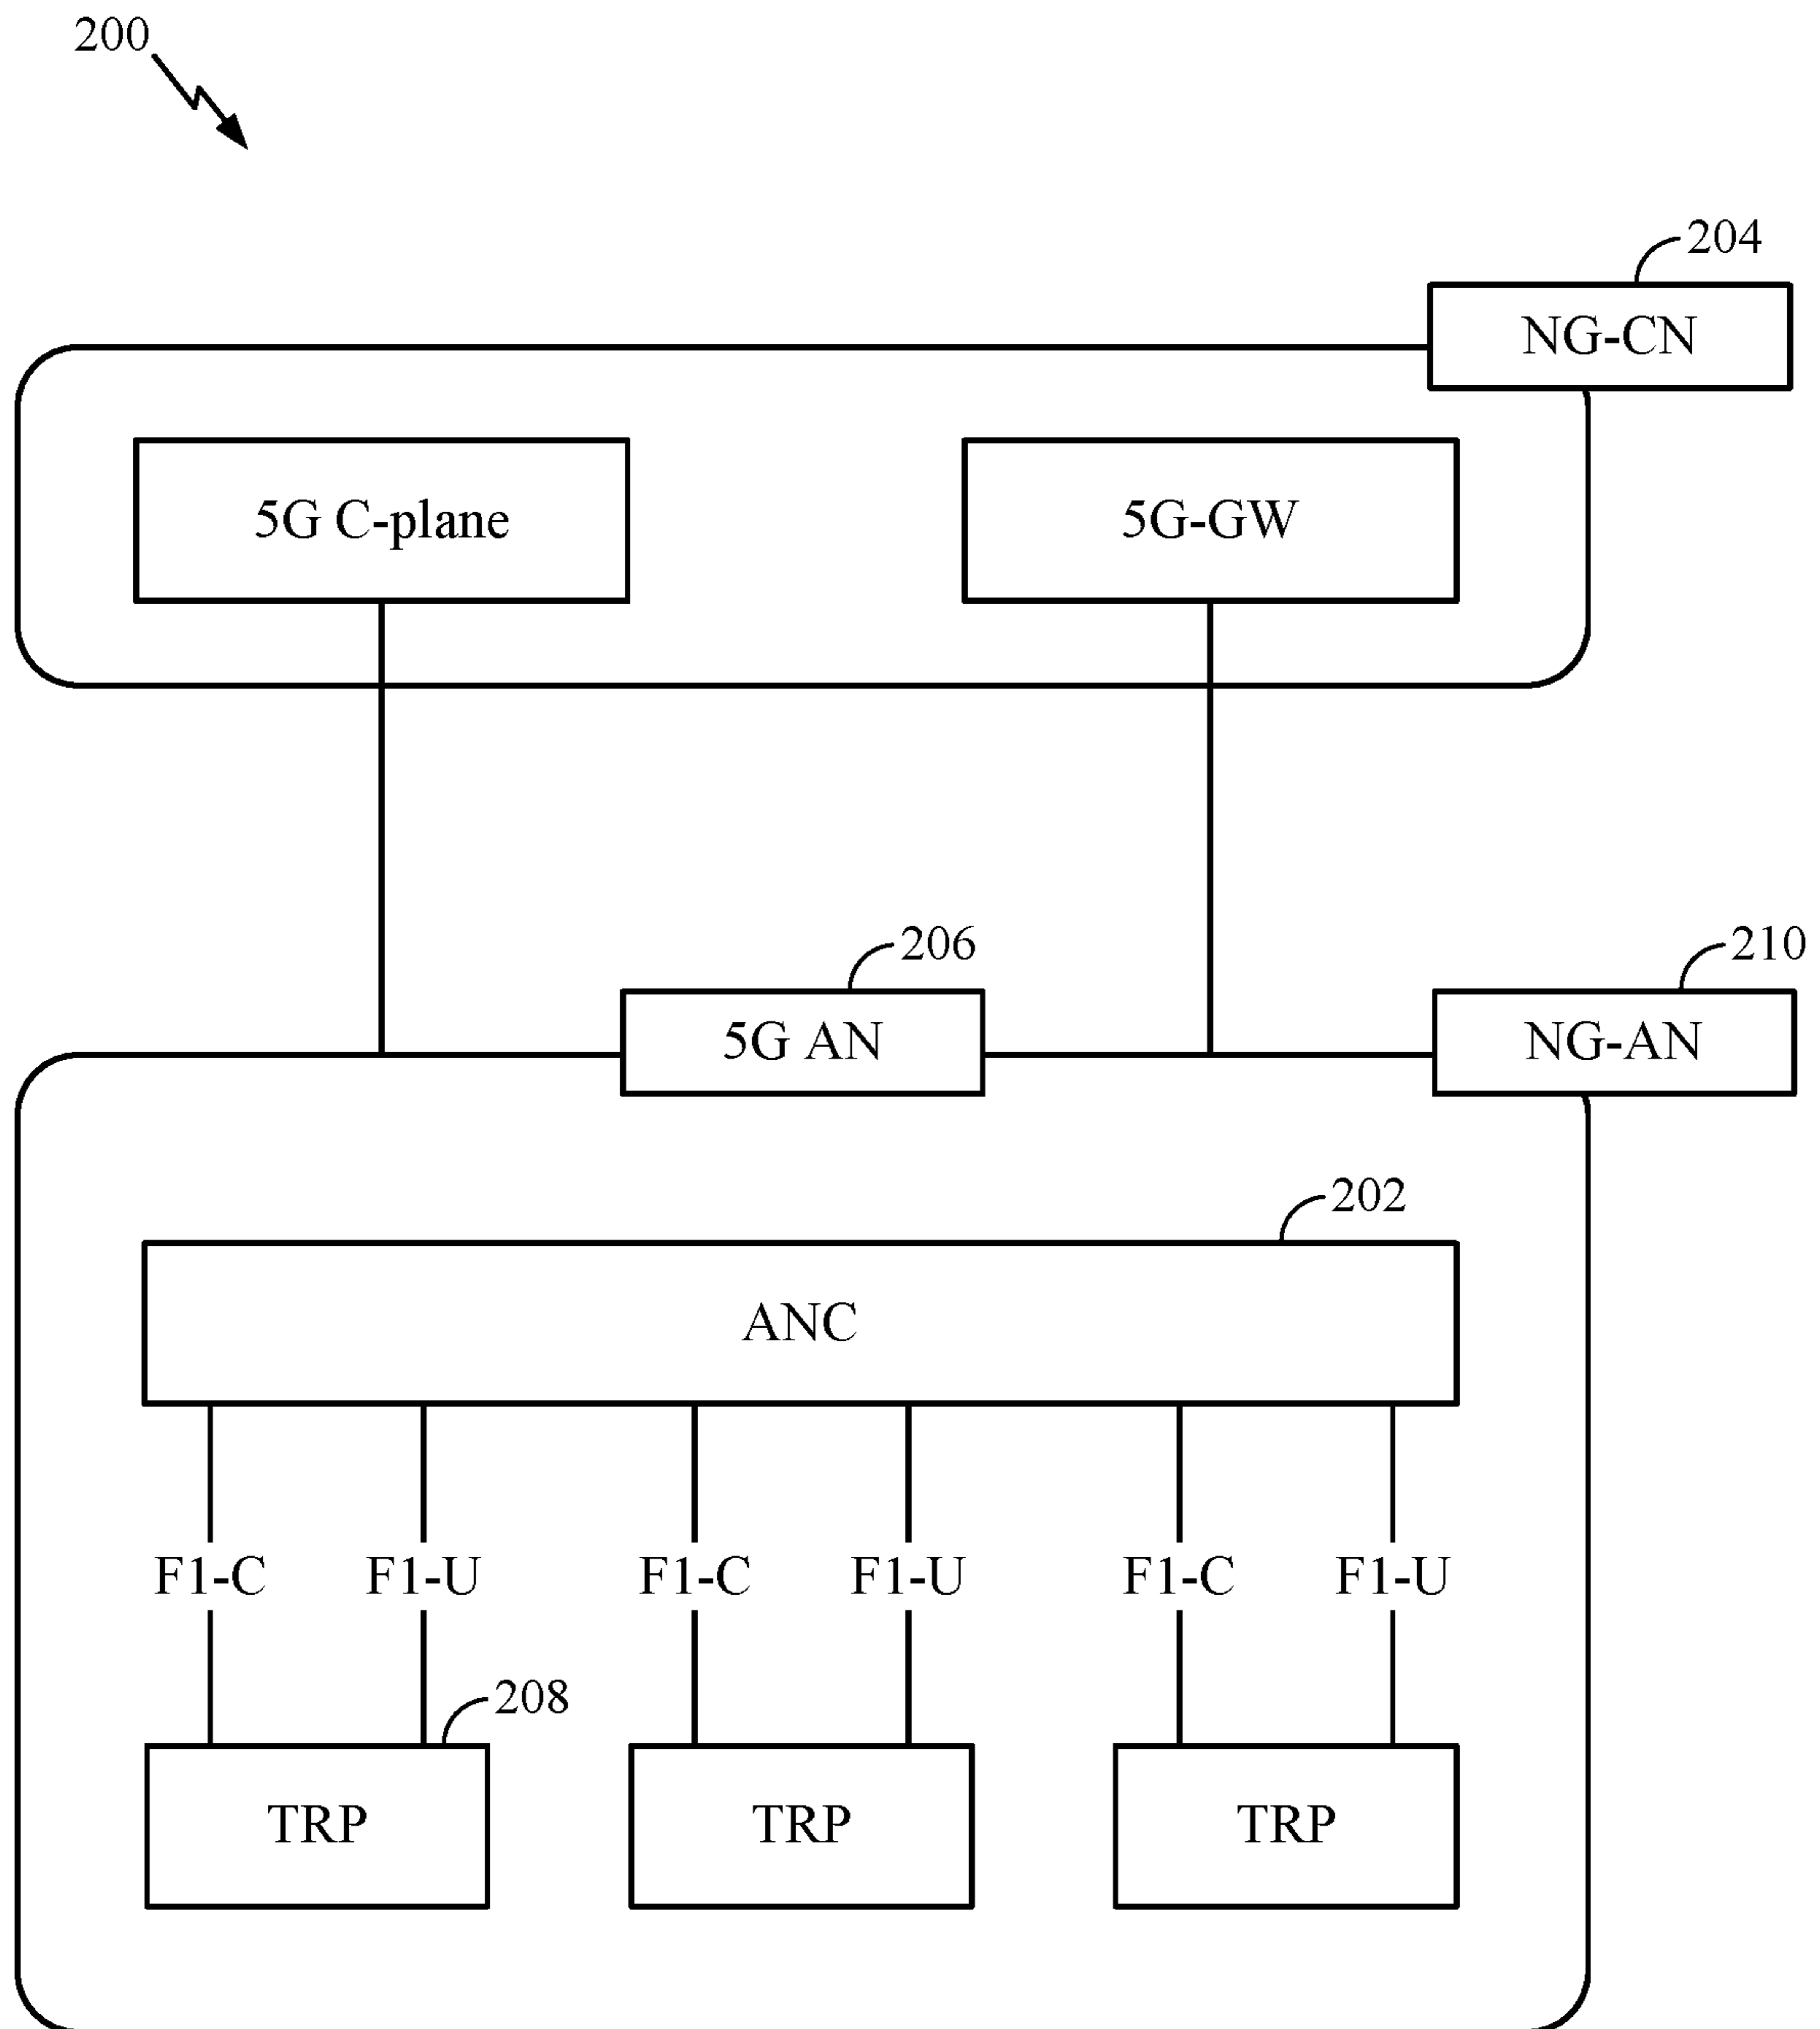 200
204
NG-CN
5G C-plane
5G-GW
206
210
5G AN
NG-AN
202
ANC
F1-C
F1-U
F1-C
F1-U
F1-C
F1-U
208
TRP
TRP
TRP